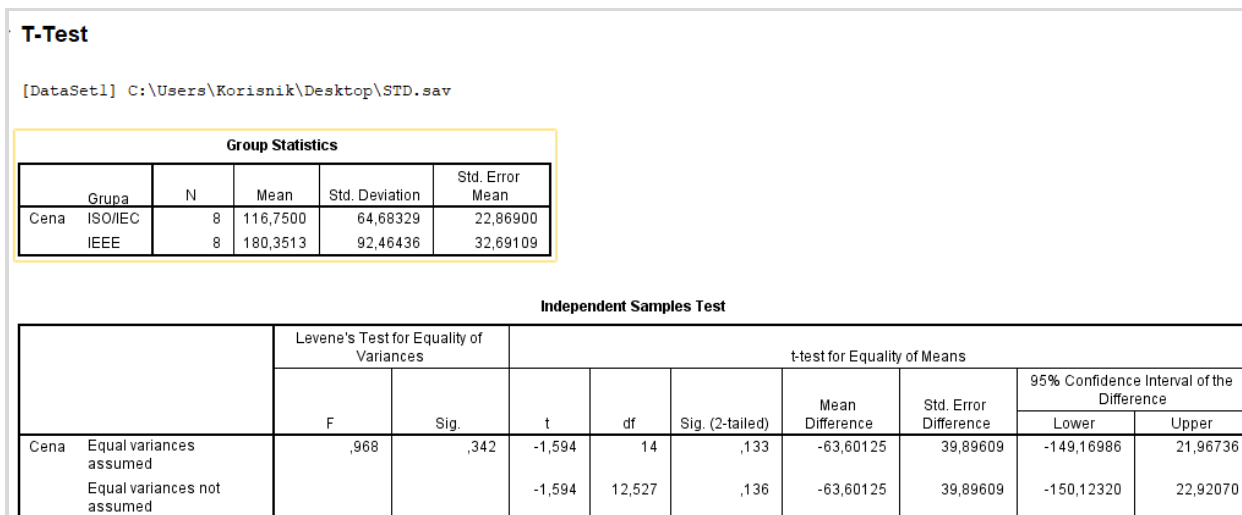 T-Test
[DataSet1] C:\Users\Korisnik\Desktop\STD.sav
Group Statistics
Grupa N Mean Std. Deviation Std. Error Mean
Cena ISO/IEC 8 116,7500 64,68329 22,86900
IEEE 8 180,3513 92,46436 32,69109
Independent Samples Test
Levene's Test for Equality of Variances t-test for Equality of Means
F Sig. t df Sig. (2-tailed) Mean Difference Std. Error Difference 95% Confidence Interval of the Difference
Lower Upper
Cena Equal variances assumed ,968 ,342 -1,594 14 ,133 -63,60125 39,89609 -149,16986 21,96736
Equal variances not assumed -1,594 12,527 ,136 -63,60125 39,89609 -150,12320 22,92070